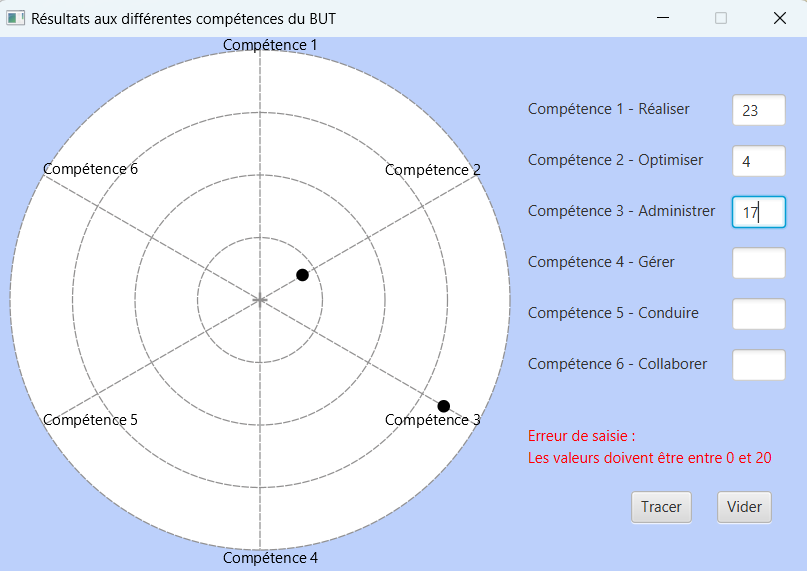 Résultats aux différentes compétences du BUT
Compétence 1
Compétence 6
Compétence 2
Compétence 5
Compétence 3
Compétence 4
Compétence 1 - Réaliser
23
Compétence 2 - Optimiser
4
Compétence 3 - Administrer
17
Compétence 4 - Gérer
Compétence 5 - Conduire
Compétence 6 - Collaborer
Erreur de saisie :
Les valeurs doivent être entre 0 et 20
Tracer
Vider